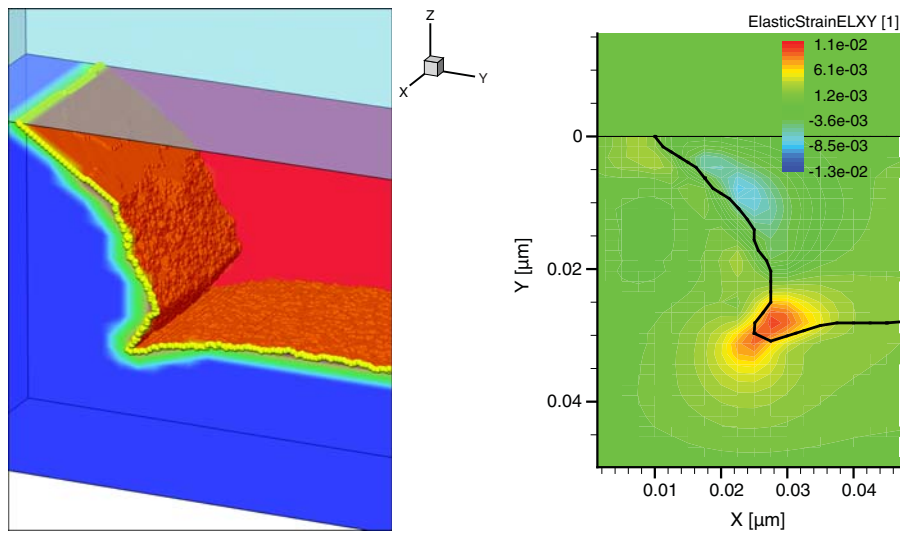 Z
Y
X
ElasticStrainELXY [1]
1.1e-02
6.1e-03
1.2e-03
-3.6e-03
-8.5e-03
-1.3e-02
0
0.02
0.04
Y [µm]
0.01 0.02 0.03 0.04
X [µm]